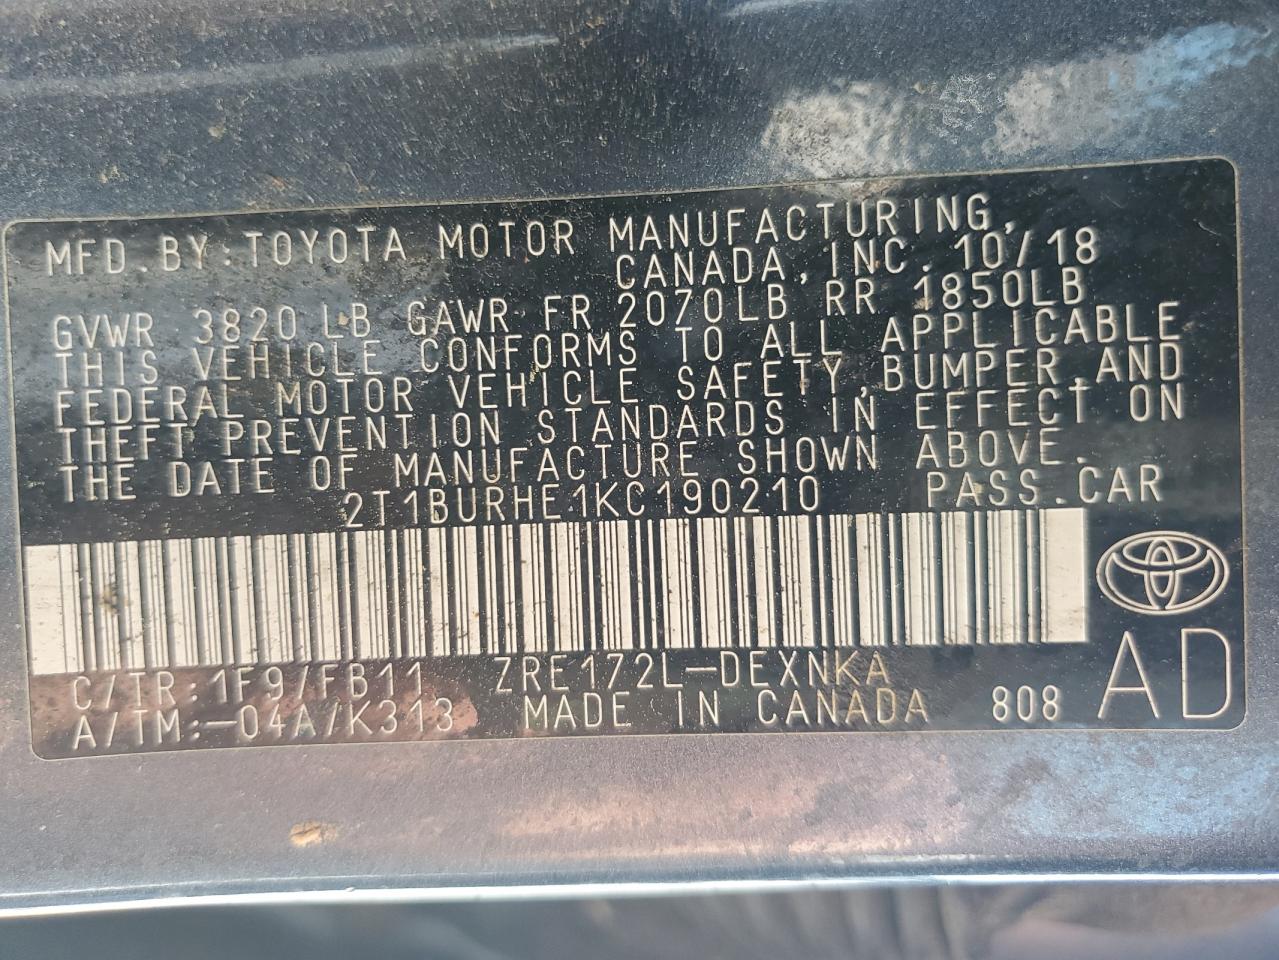 MFD.BY:TOYOTA MOTOR MANUFACTURING,
CANADA,INC. 10/18
GVWR 3820LB GAWR FR 2070LB RR 1850LB
THIS VEHICLE CONFORMS TO ALL APPLICABLE
FEDERAL MOTOR VEHICLE SAFETY,BUMPER,AND
THEFT PREVENTION STANDARDS IN EFFECT ON
THE DATE OF MANUFACTURE SHOWN ABOVE.
2T1BURHE1KC190210 PASS.CAR
C/TR:1F9/FB11 ZRE172L-DEXNKA
A/TM:-04A/K313 MADE IN CANADA 808 AD